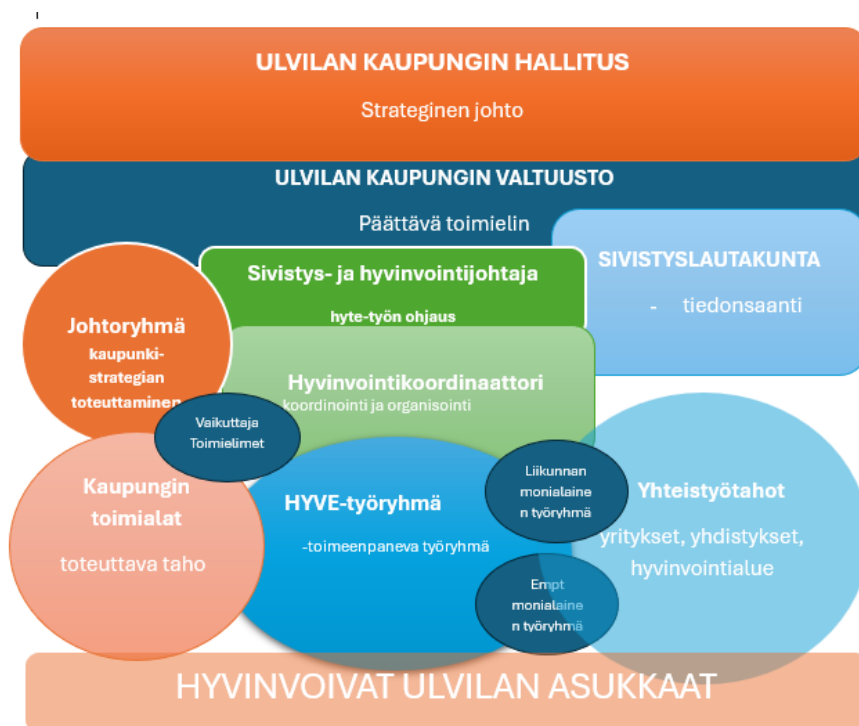 ULVILAN KAUPUNGIN HALLITUS
Strateginen johto
ULVILAN KAUPUNGIN VALTUUSTO
Päättävä toimielin
SIVISTYSLAUTAKUNTA
- tiedonsaanti
Sivistys- ja hyvinvointijohtaja
hyte-työn ohjaus
Johtoryhmä
kaupunki-
strategian
toteuttaminen
Hyvinvointikoordinaattori
koordinointi ja organisointi
Vaikuttaja
Toimielimet
Kaupungin
toimialat
toteuttava taho
HYVE-työryhmä
-toimeenpaneva työryhmä
Liikunnan
monialaine
n työryhmä
Yhteistyötahot
yritykset, yhdistykset,
hyvinvointialue
Empt
monialaine
n työryhmä
HYVINVOIVAT ULVILAN ASUKKAAT